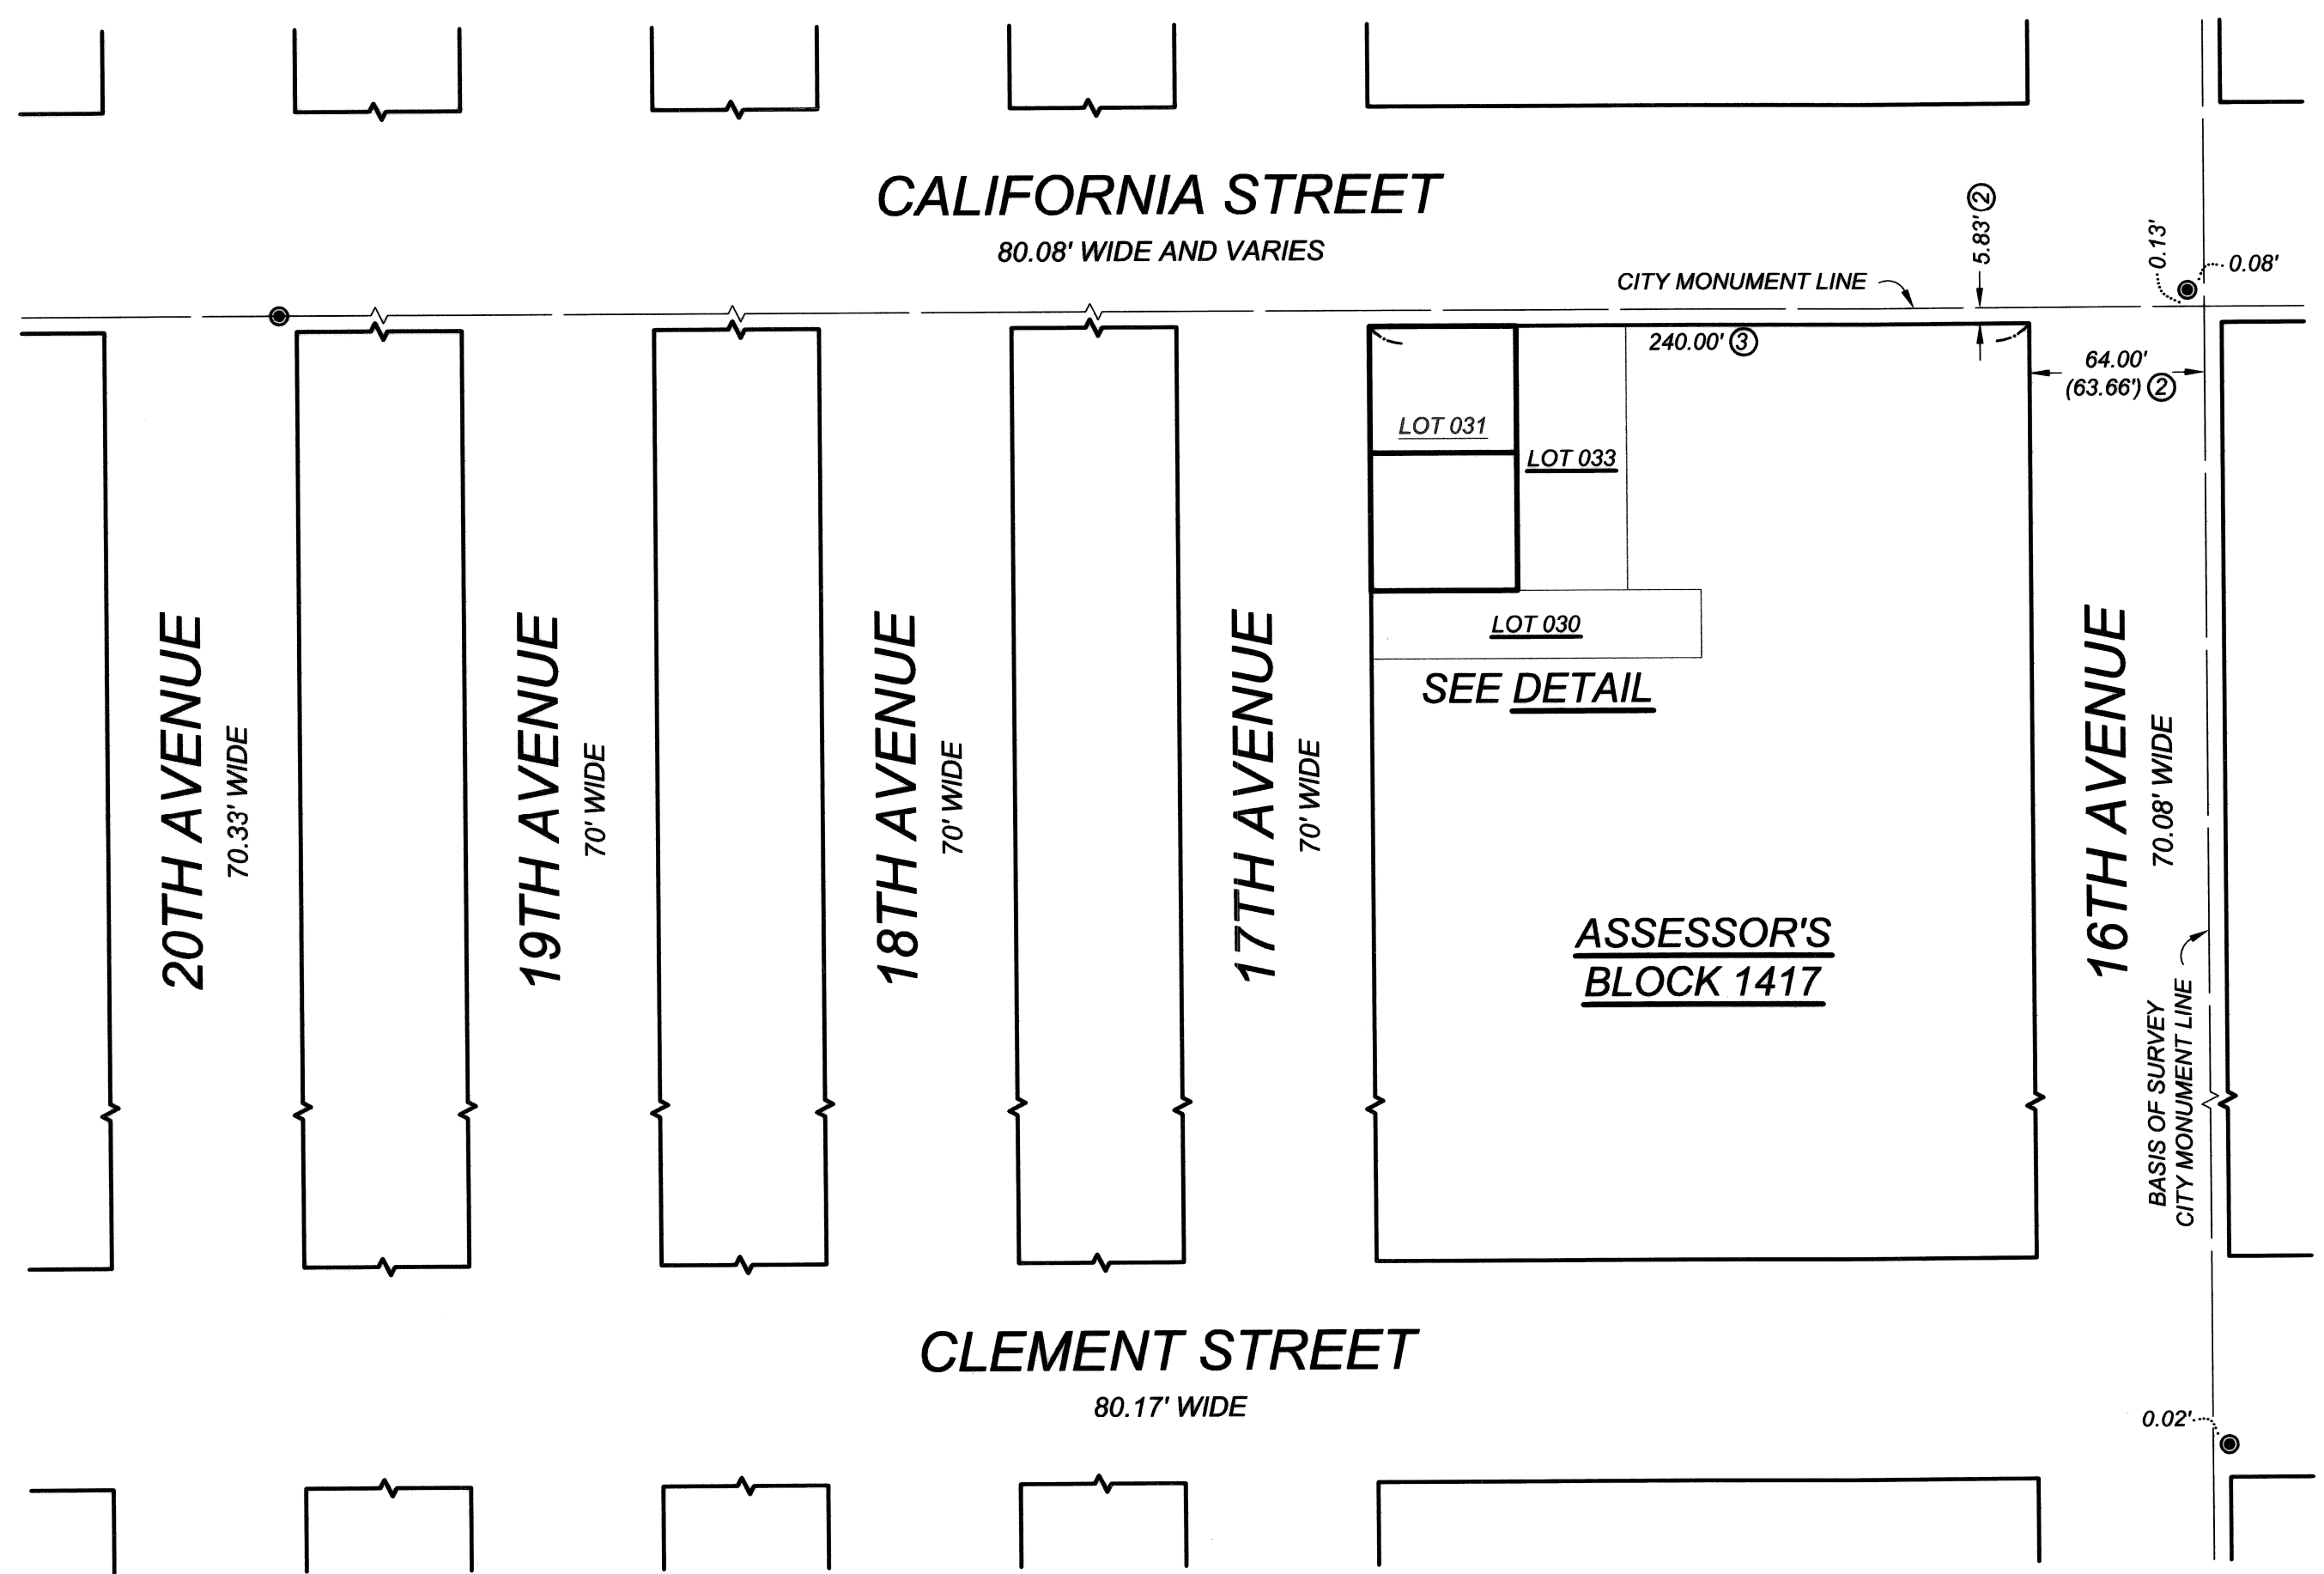 CALIFORNIA STREET
80.08' WIDE AND VARIES
CITY MONUMENT LINE
5.83' 2
0.13'
0.08'
240.00' 3
64.00'
(63.66') 2
LOT 031
LOT 033
LOT 030
SEE DETAIL
20TH AVENUE
70.33' WIDE
19TH AVENUE
70' WIDE
18TH AVENUE
70' WIDE
17TH AVENUE
70' WIDE
ASSESSOR'S
BLOCK 1417
16TH AVENUE
70.08' WIDE
BASIS OF SURVEY
CITY MONUMENT LINE
CLEMENT STREET
80.17' WIDE
0.02'